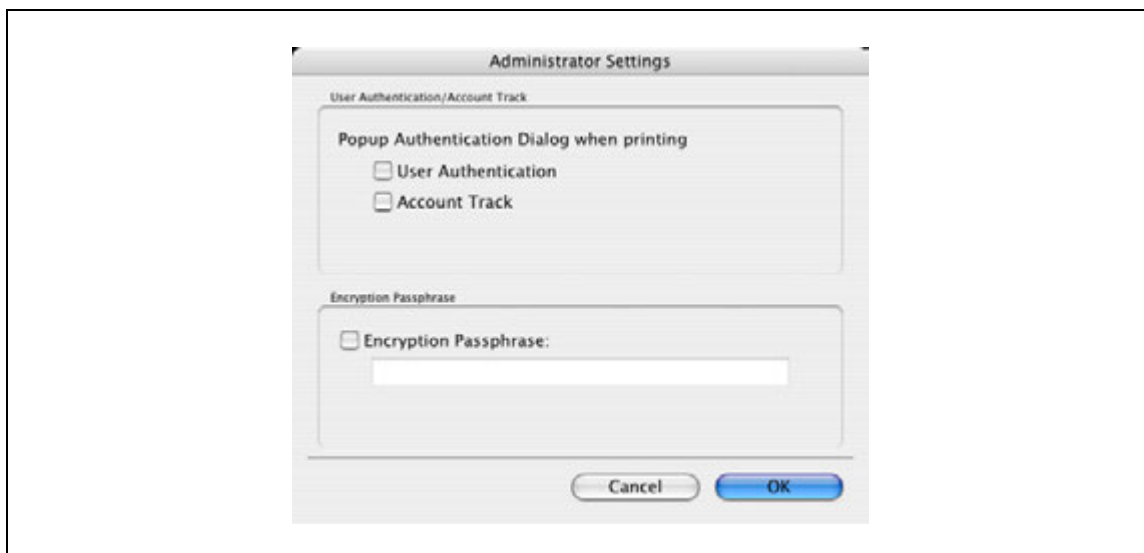 Administrator Settings
User Authentication/Account Track
Popup Authentication Dialog when printing
User Authentication
Account Track
Encryption Passphrase
Encryption Passphrase:
Cancel
OK